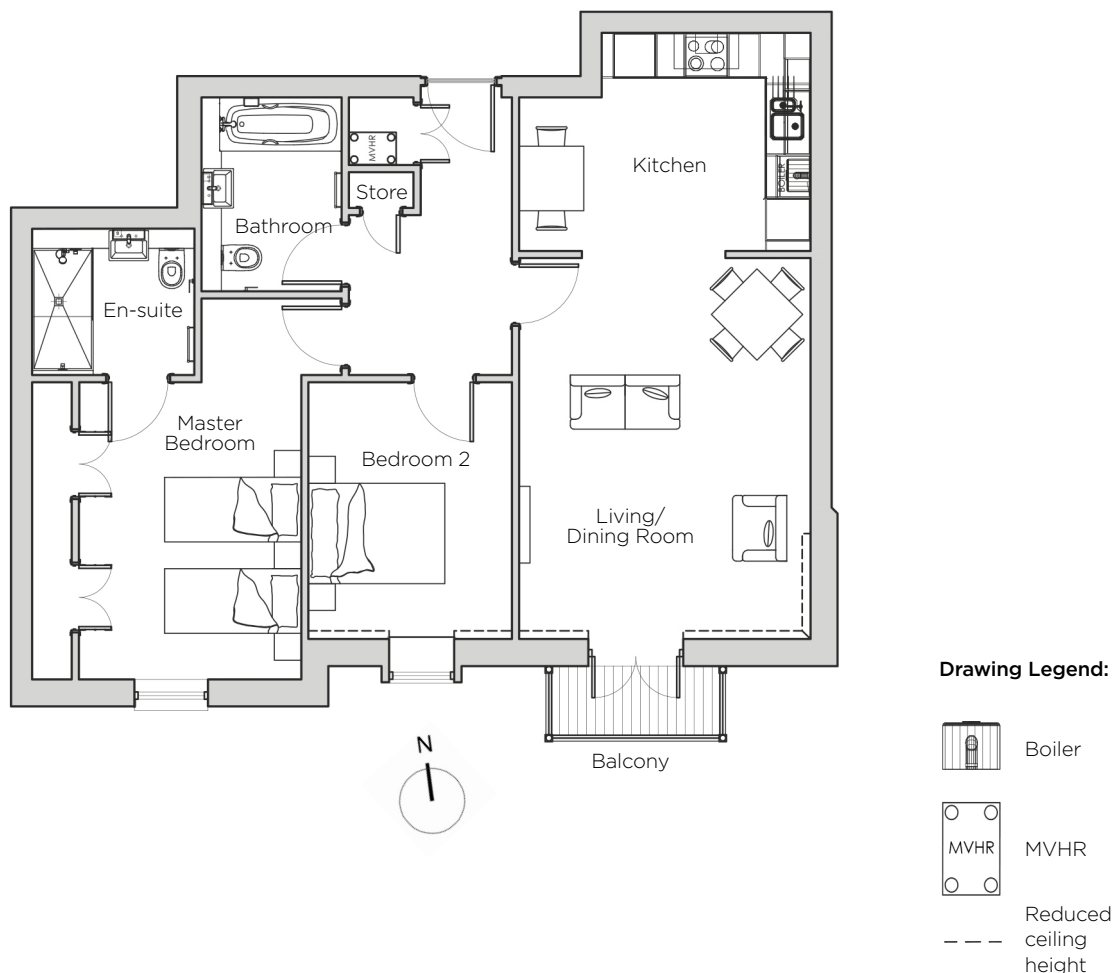 MVHR
Store
Kitchen
BOILER
Bathroom
En-suite
Master
Bedroom
Bedroom 2
Living/
Dining Room
Balcony
N
Drawing Legend:
Boiler
MVHR
MVHR
Reduced
ceiling
height